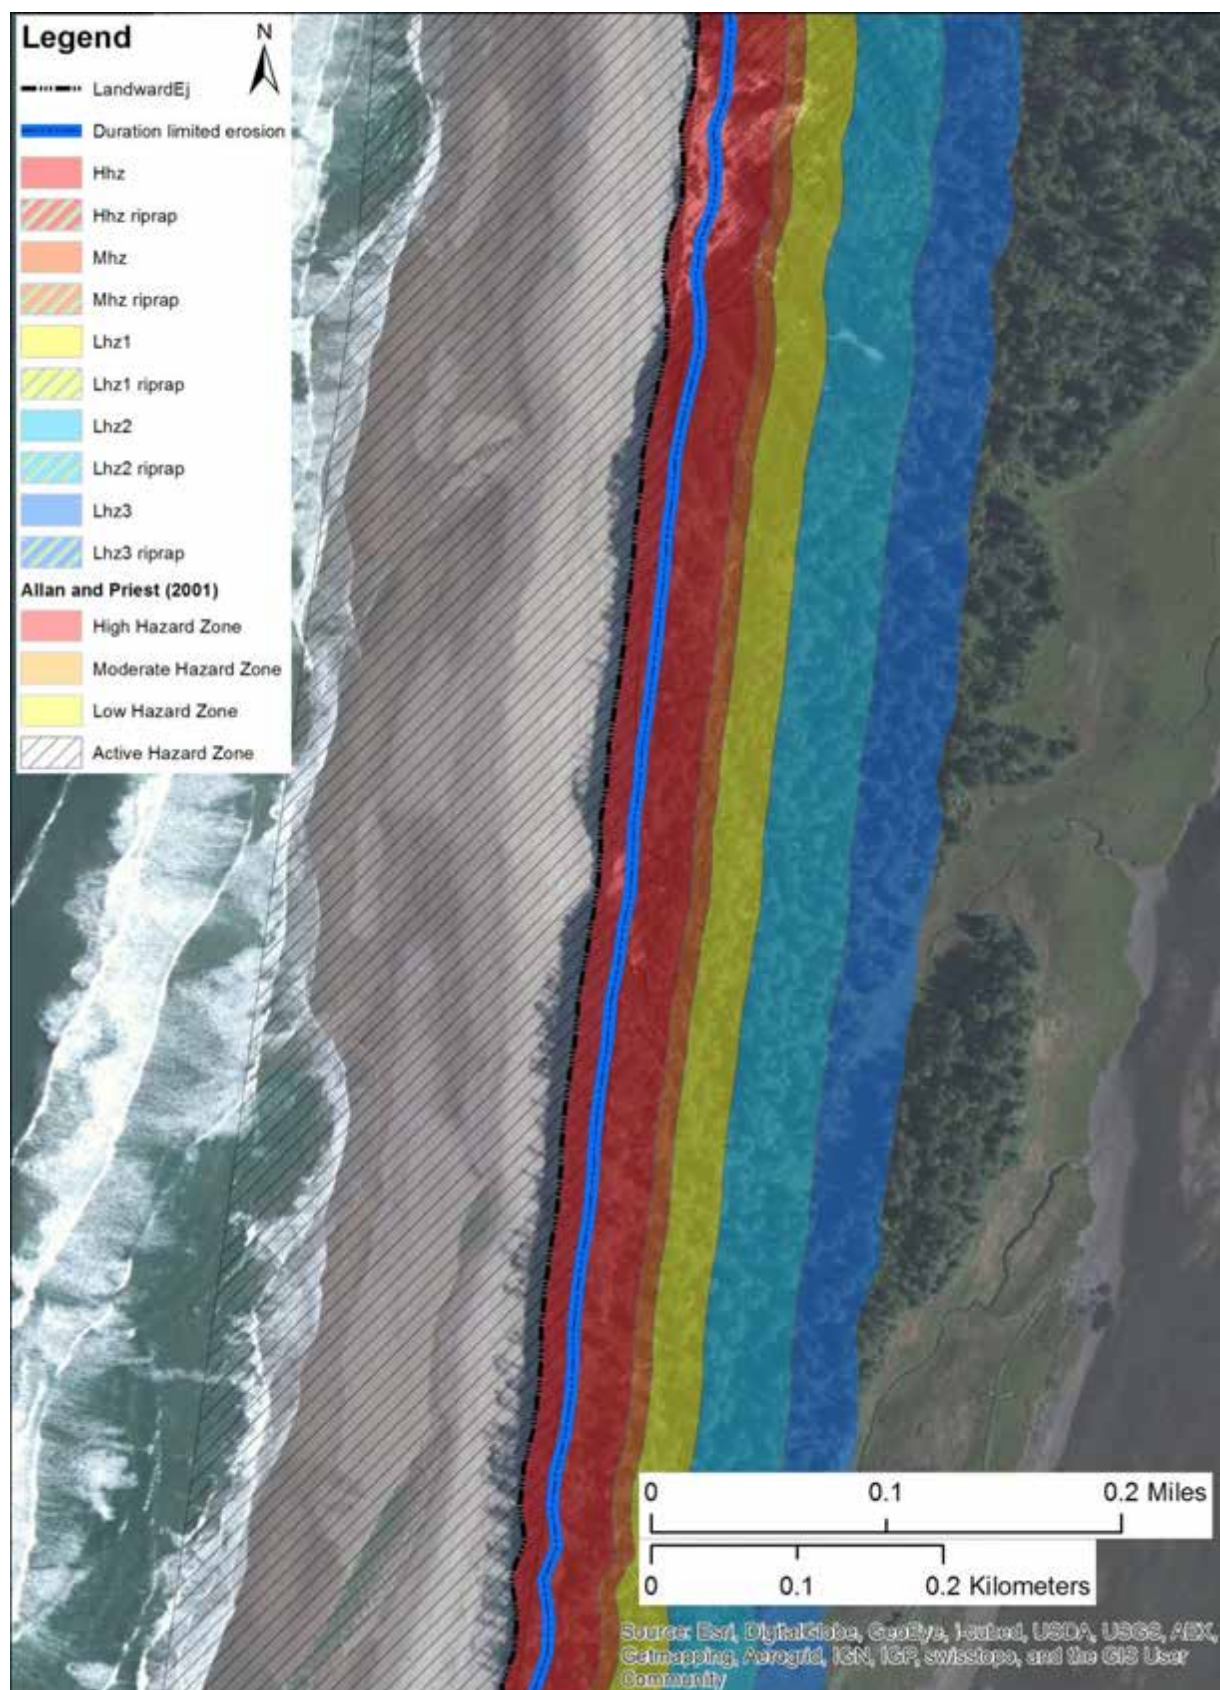 Legend
N
LandwardEj
Duration limited erosion
Hhz
Hhz riprap
Mhz
Mhz riprap
Lhz1
Lhz1 riprap
Lhz2
Lhz2 riprap
Lhz3
Lhz3 riprap
Allan and Priest (2001)
High Hazard Zone
Moderate Hazard Zone
Low Hazard Zone
Active Hazard Zone
0 0.1 0.2 Miles
0 0.1 0.2 Kilometers
Source: Esri, DigitalGlobe, GeoEye, i-cubed, USDA, USGS, AEX,
Getmapping, Aerogrid, IGN, IGP, swisstopo, and the GIS User
Community